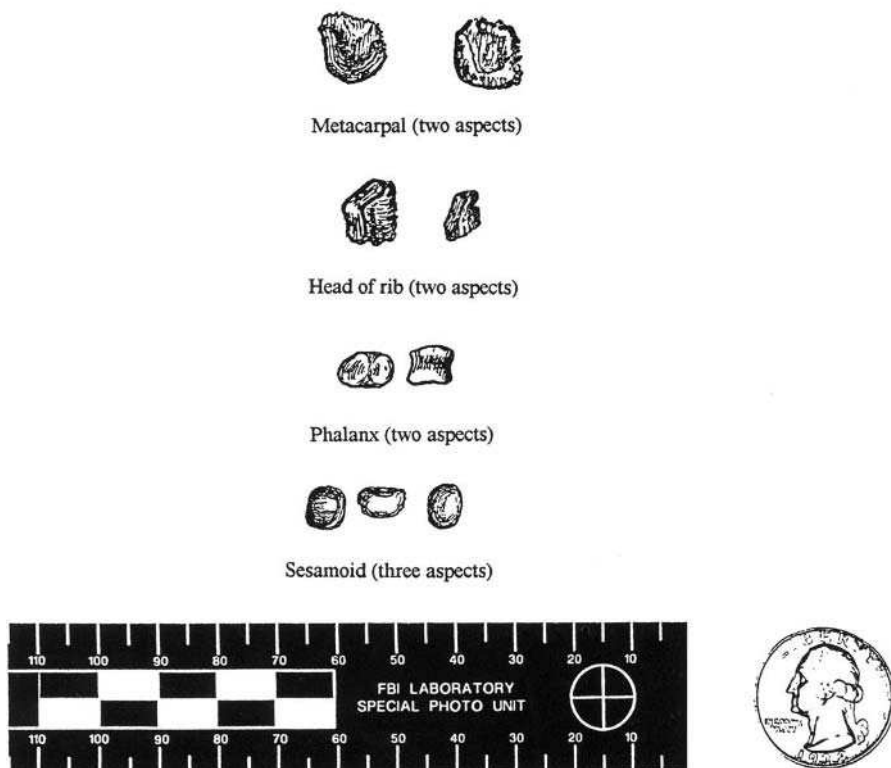 Metacarpal (two aspects)
Head of rib (two aspects)
Phalanx (two aspects)
Sesamoid (three aspects)
110 100 90 80 70 60 50 40 30 20 10
FBI LABORATORY
SPECIAL PHOTO UNIT
110 100 90 80 70 60 50 40 30 20 10